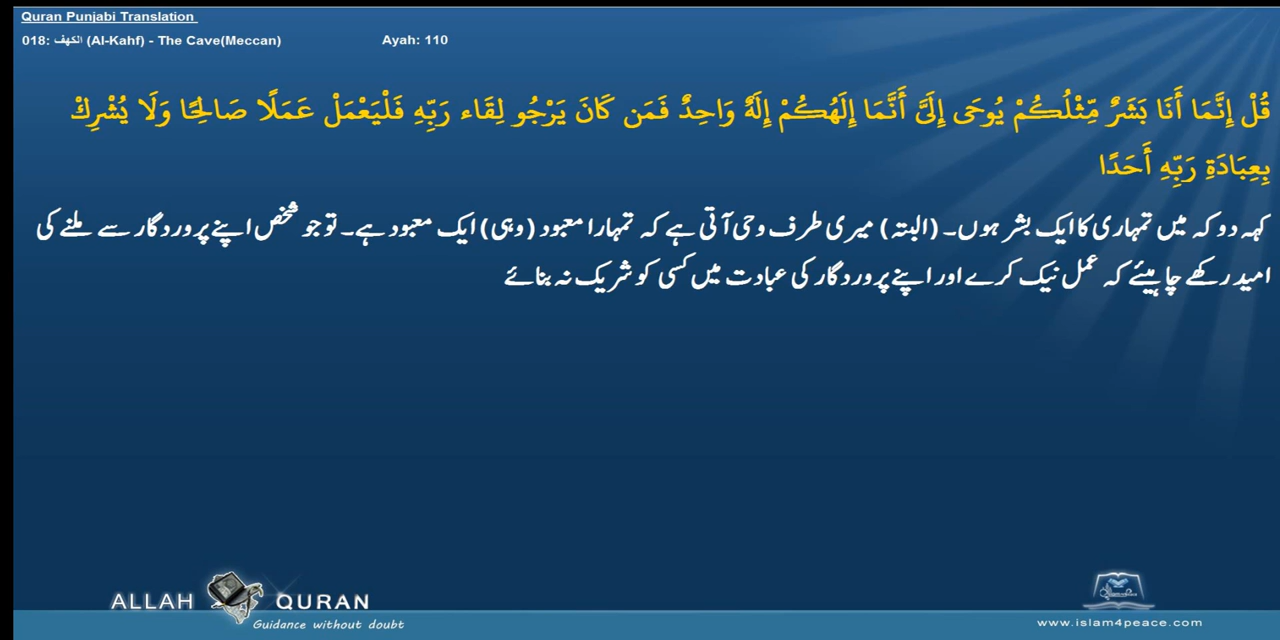 Quran Punjabi Translation
018: الكهف (Al-Kahf) - The Cave(Meccan) Ayah: 110
قُلْ إِنَّمَا أَنَا بَشَرٌ مِّثْلُكُمْ يُوحَى إِلَيَّ أَنَّمَا إِلَهُكُمْ إِلَهٌ وَاحِدٌ فَمَن كَانَ يَرْجُو لِقَاء رَبِّهِ فَلْيَعْمَلْ عَمَلًا صَالِحًا وَلَا يُشْرِكْ
بِعِبَادَةِ رَبِّهِ أَحَدًا
کہہ دو کہ میں تمہاری کا ایک بشر ہوں۔ (البتہ) میری طرف وحی آتی ہے کہ تمہارا معبود (وہی) ایک معبود ہے۔ تو جو شخص اپنے پروردگار سے ملنے کی
امید رکھے چاہیئے کہ عمل نیک کرے اور اپنے پروردگار کی عبادت میں کسی کو شریک نہ بنائے
ALLAH QURAN
Guidance without doubt
www.islam4peace.com